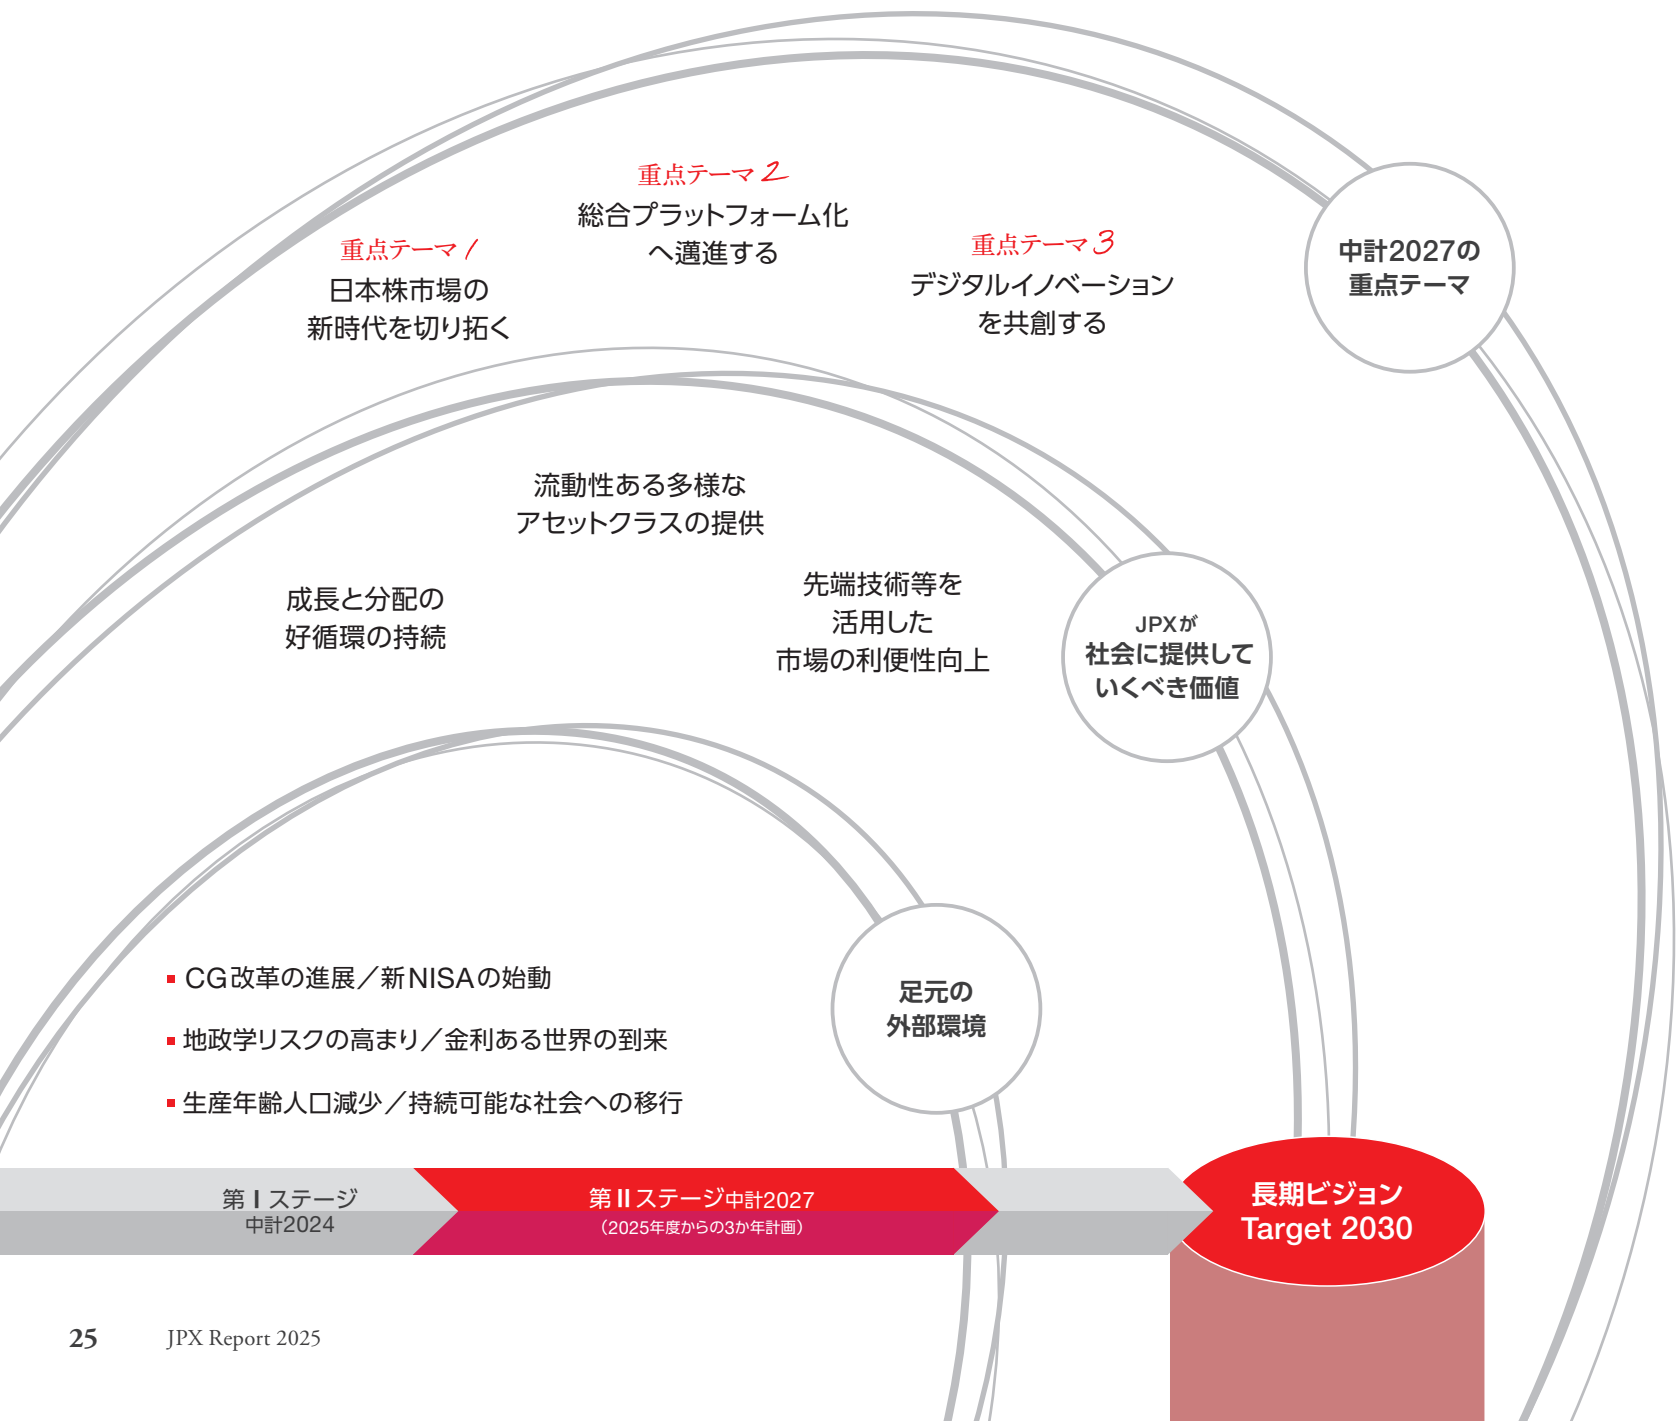 重点テーマ1
日本株市場の
新時代を切り拓く
重点テーマ2
総合プラットフォーム化
へ邁進する
重点テーマ3
デジタルイノベーション
を共創する
中計2027の
重点テーマ
成長と分配の
好循環の持続
流動性ある多様な
アセットクラスの提供
先端技術等を
活用した
市場の利便性向上
JPXが
社会に提供して
いくべき価値
▪ CG改革の進展／新NISAの始動
▪ 地政学リスクの高まり／金利ある世界の到来
▪ 生産年齢人口減少／持続可能な社会への移行
足元の
外部環境
第Ⅰステージ
中計2024
第Ⅱステージ中計2027
（2025年度からの3か年計画）
長期ビジョン
Target 2030
25 JPX Report 2025